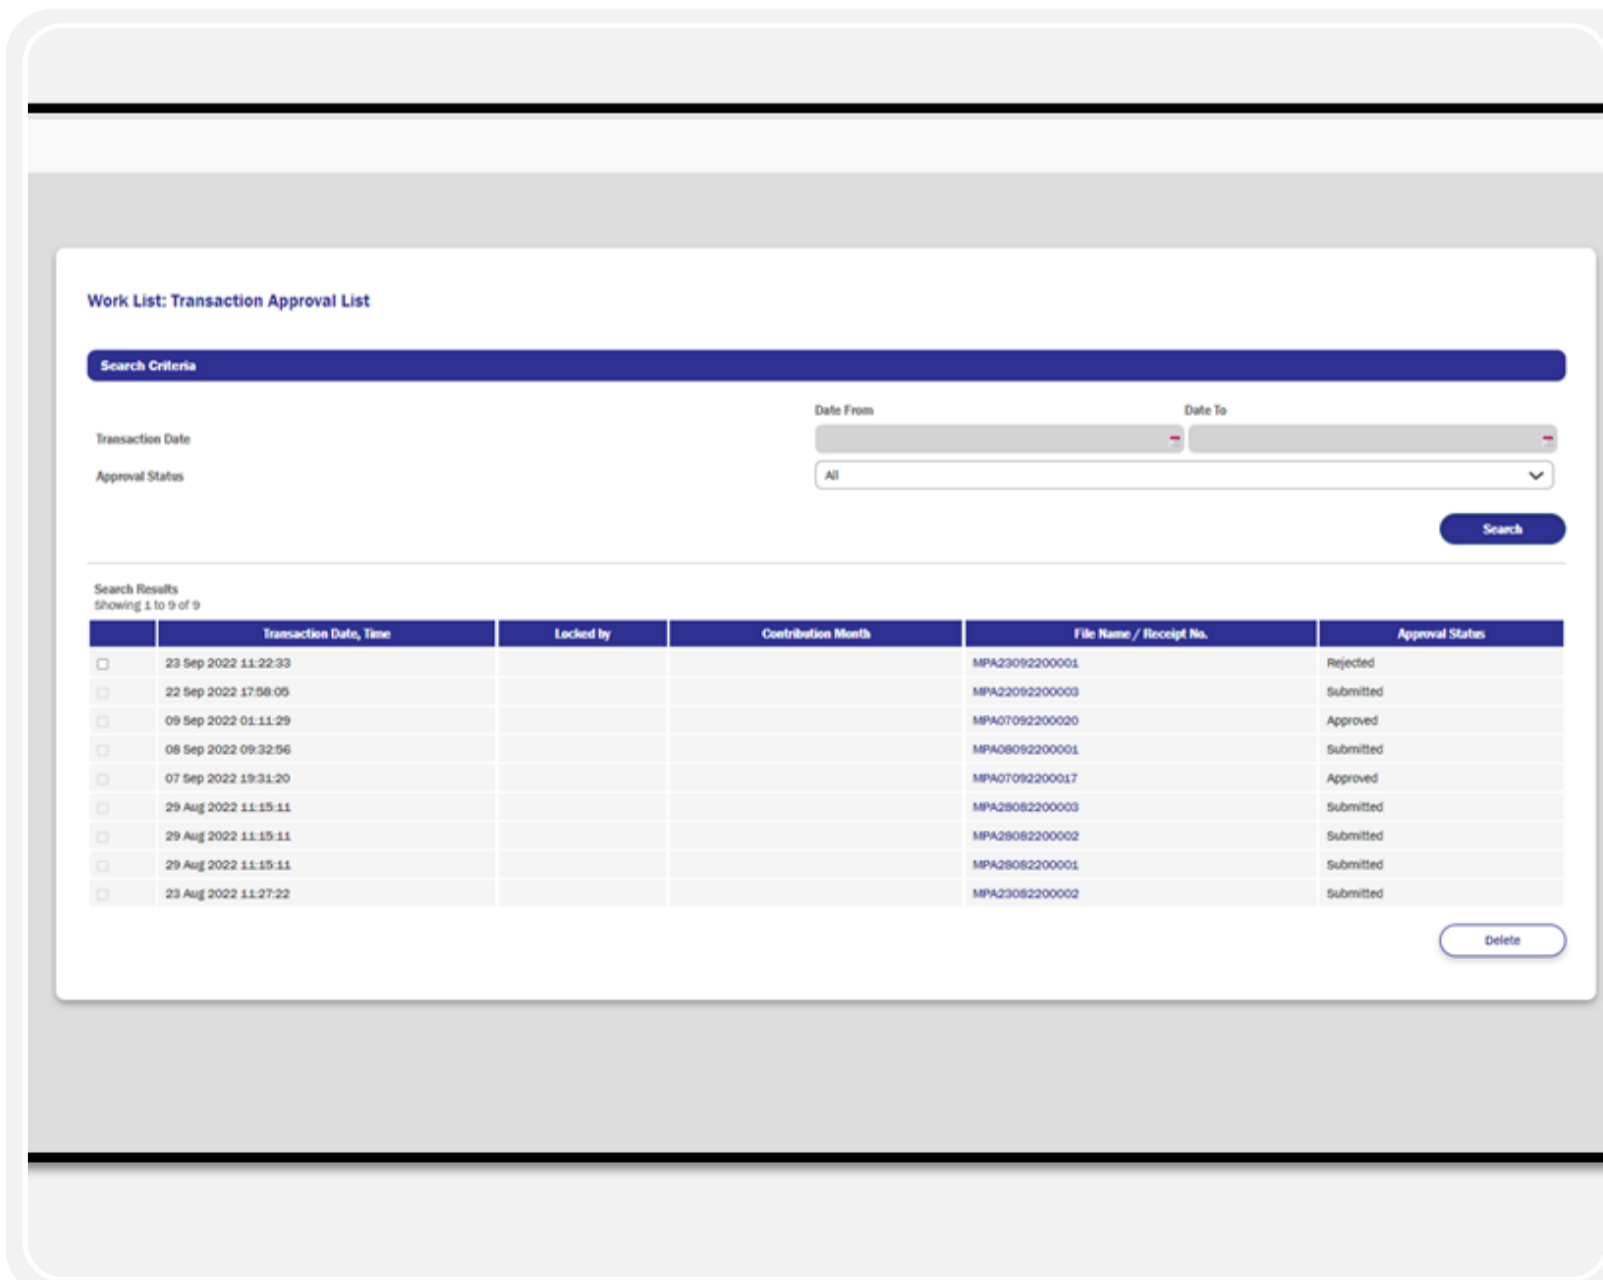 Work List: Transaction Approval List
Search Criteria
Date From Date To
Transaction Date
Approval Status All
Search
Search Results
Showing 1 to 9 of 9
Transaction Date, Time Locked by Contribution Month File Name / Receipt No. Approval Status
23 Sep 2022 11:22:33 MPA23092200001 Rejected
22 Sep 2022 17:58:05 MPA22092200003 Submitted
09 Sep 2022 01:11:29 MPA07092200020 Approved
08 Sep 2022 09:32:56 MPA08092200001 Submitted
07 Sep 2022 19:31:20 MPA07092200017 Approved
29 Aug 2022 11:15:11 MPA28082200003 Submitted
29 Aug 2022 11:15:11 MPA28082200002 Submitted
29 Aug 2022 11:15:11 MPA28082200001 Submitted
23 Aug 2022 11:27:22 MPA23082200002 Submitted
Delete